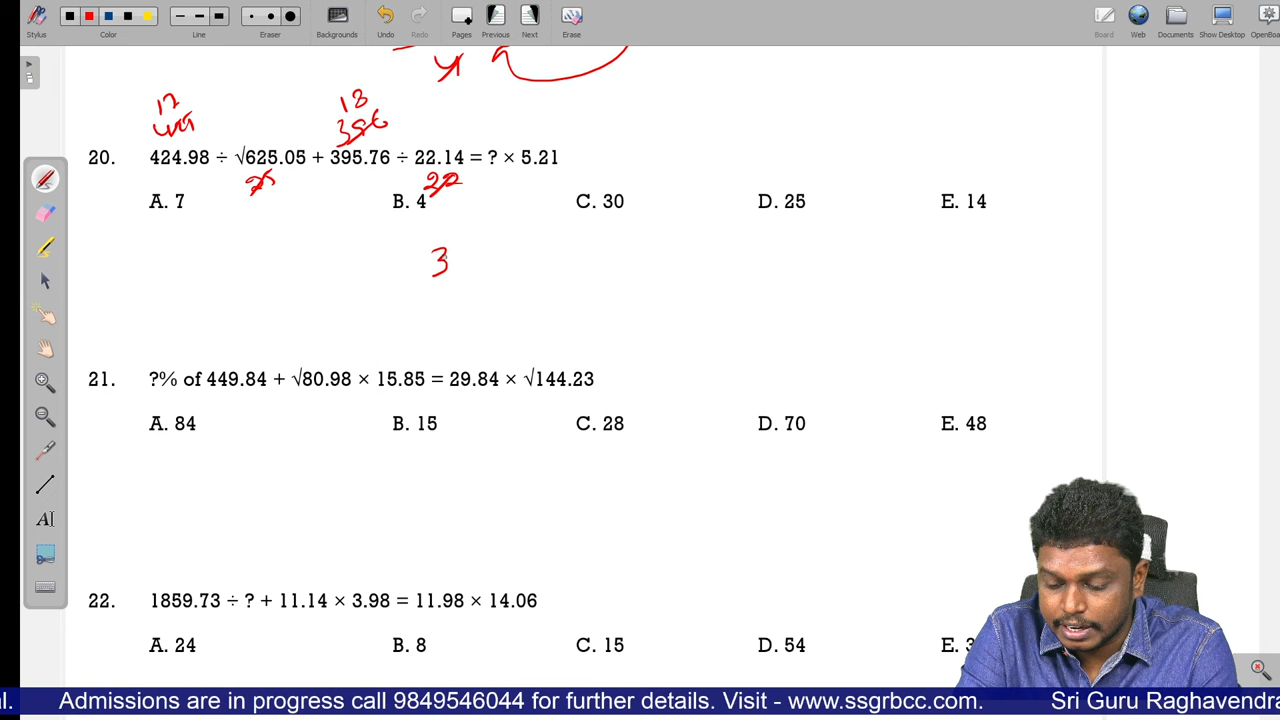 Stylus Color Line Eraser Backgrounds Undo Redo Pages Previous Next Erase Board Web Documents Show Desktop OpenBoa
17 18
425 396
20. 424.98 ÷ √625.05 + 395.76 ÷ 22.14 = ? × 5.21
25 22
A. 7 B. 4 C. 30 D. 25 E. 14
3
21. ?% of 449.84 + √80.98 × 15.85 = 29.84 × √144.23
A. 84 B. 15 C. 28 D. 70 E. 48
22. 1859.73 ÷ ? + 11.14 × 3.98 = 11.98 × 14.06
A. 24 B. 8 C. 15 D. 54 E. 3
al. Admissions are in progress call 9849546044 for further details. Visit - www.ssgrbcc.com. Sri Guru Raghavendra